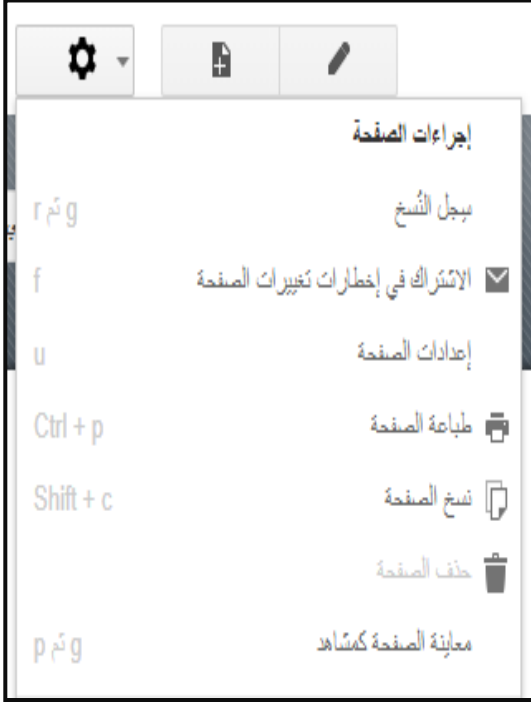 إجراءات الصفحة
سجل النُسخ g ثم r
الاشتراك في إخطارات تغييرات الصفحة f
إعدادات الصفحة u
طباعة الصفحة Ctrl + p
نسخ الصفحة Shift + c
حذف الصفحة
معاينة الصفحة كمشاهد g ثم p